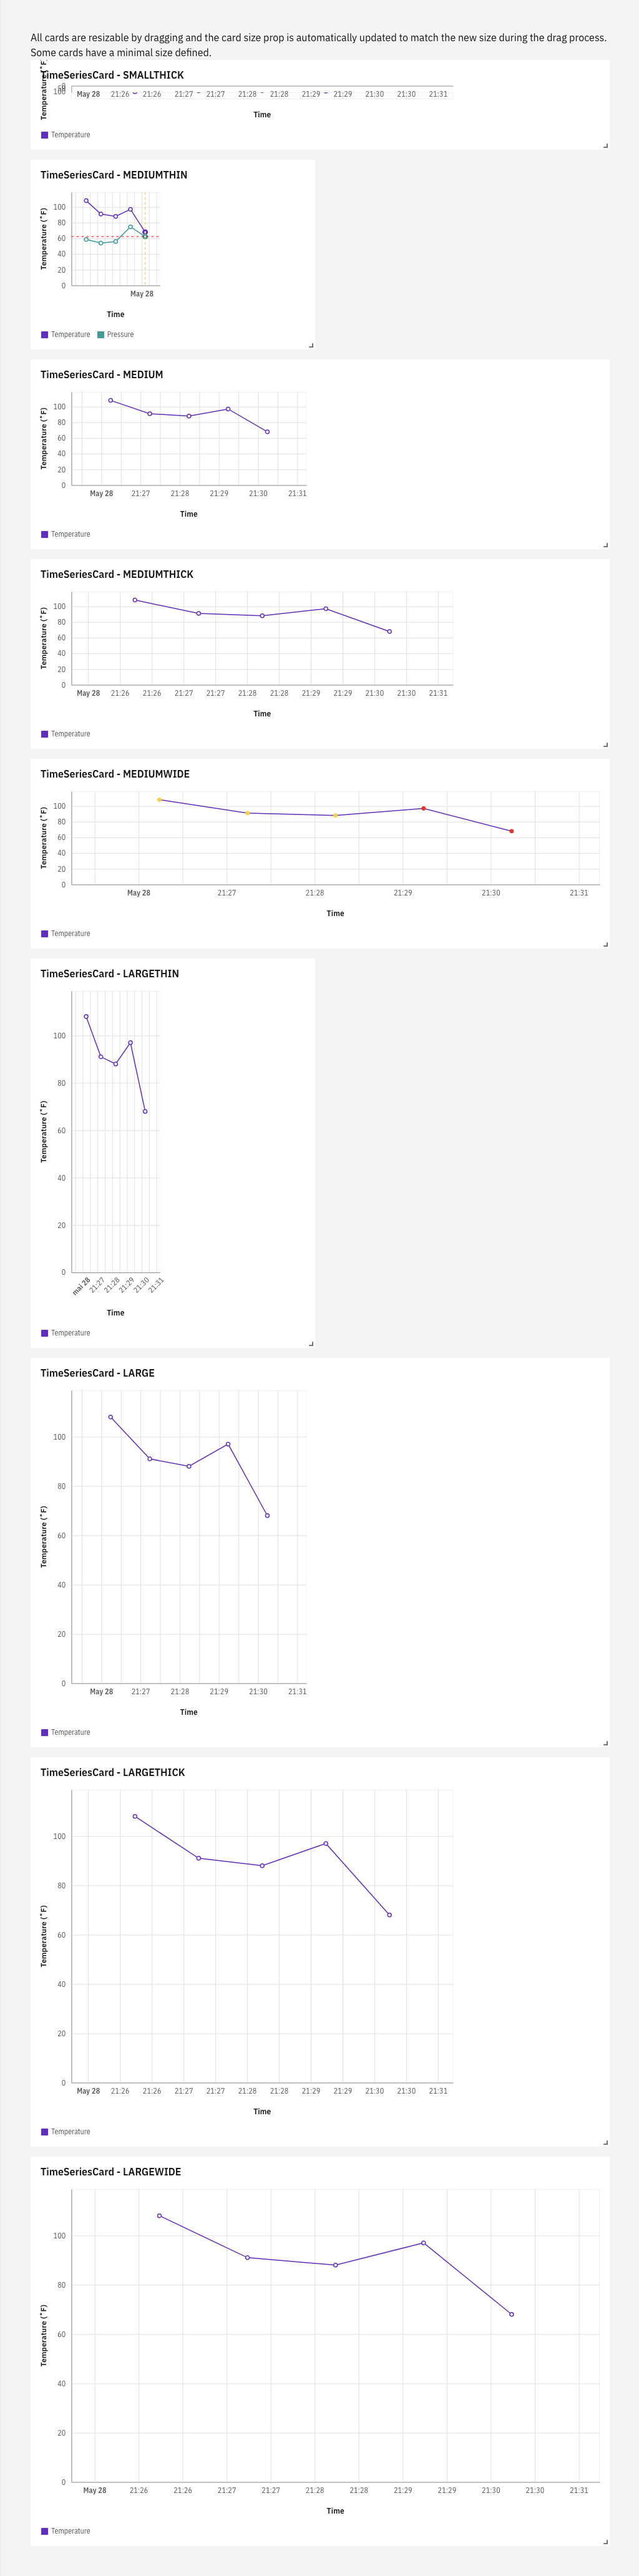 All cards are resizable by dragging and the card size prop is automatically updated to match the new size during the drag process.
Some cards have a minimal size defined.
TimeSeriesCard - SMALLTHICK
Temperature (˚F)
100
May 28 21:26 21:26 21:27 21:27 21:28 21:28 21:29 21:29 21:30 21:30 21:31
Time
Temperature
TimeSeriesCard - MEDIUMTHIN
Temperature (˚F)
100
80
60
40
20
0
May 28
Time
Temperature Pressure
TimeSeriesCard - MEDIUM
Temperature (˚F)
100
80
60
40
20
0
May 28 21:27 21:28 21:29 21:30 21:31
Time
Temperature
TimeSeriesCard - MEDIUMTHICK
Temperature (˚F)
100
80
60
40
20
0
May 28 21:26 21:26 21:27 21:27 21:28 21:28 21:29 21:29 21:30 21:30 21:31
Time
Temperature
TimeSeriesCard - MEDIUMWIDE
Temperature (˚F)
100
80
60
40
20
0
May 28 21:27 21:28 21:29 21:30 21:31
Time
Temperature
TimeSeriesCard - LARGETHIN
Temperature (˚F)
100
80
60
40
20
0
mai 28 21:27 21:28 21:29 21:30 21:31
Time
Temperature
TimeSeriesCard - LARGE
Temperature (˚F)
100
80
60
40
20
0
May 28 21:27 21:28 21:29 21:30 21:31
Time
Temperature
TimeSeriesCard - LARGETHICK
Temperature (˚F)
100
80
60
40
20
0
May 28 21:26 21:26 21:27 21:27 21:28 21:28 21:29 21:29 21:30 21:30 21:31
Time
Temperature
TimeSeriesCard - LARGEWIDE
Temperature (˚F)
100
80
60
40
20
0
May 28 21:26 21:26 21:27 21:27 21:28 21:28 21:29 21:29 21:30 21:30 21:31
Time
Temperature